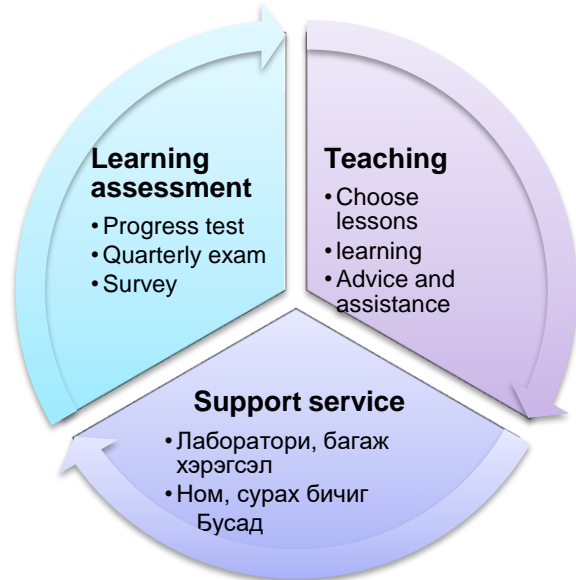 Learning
assessment
• Progress test
• Quarterly exam
• Survey
Teaching
• Choose
lessons
• learning
• Advice and
assistance
Support service
• Лаборатори, багаж
хэрэгсэл
• Ном, сурах бичиг
Бусад